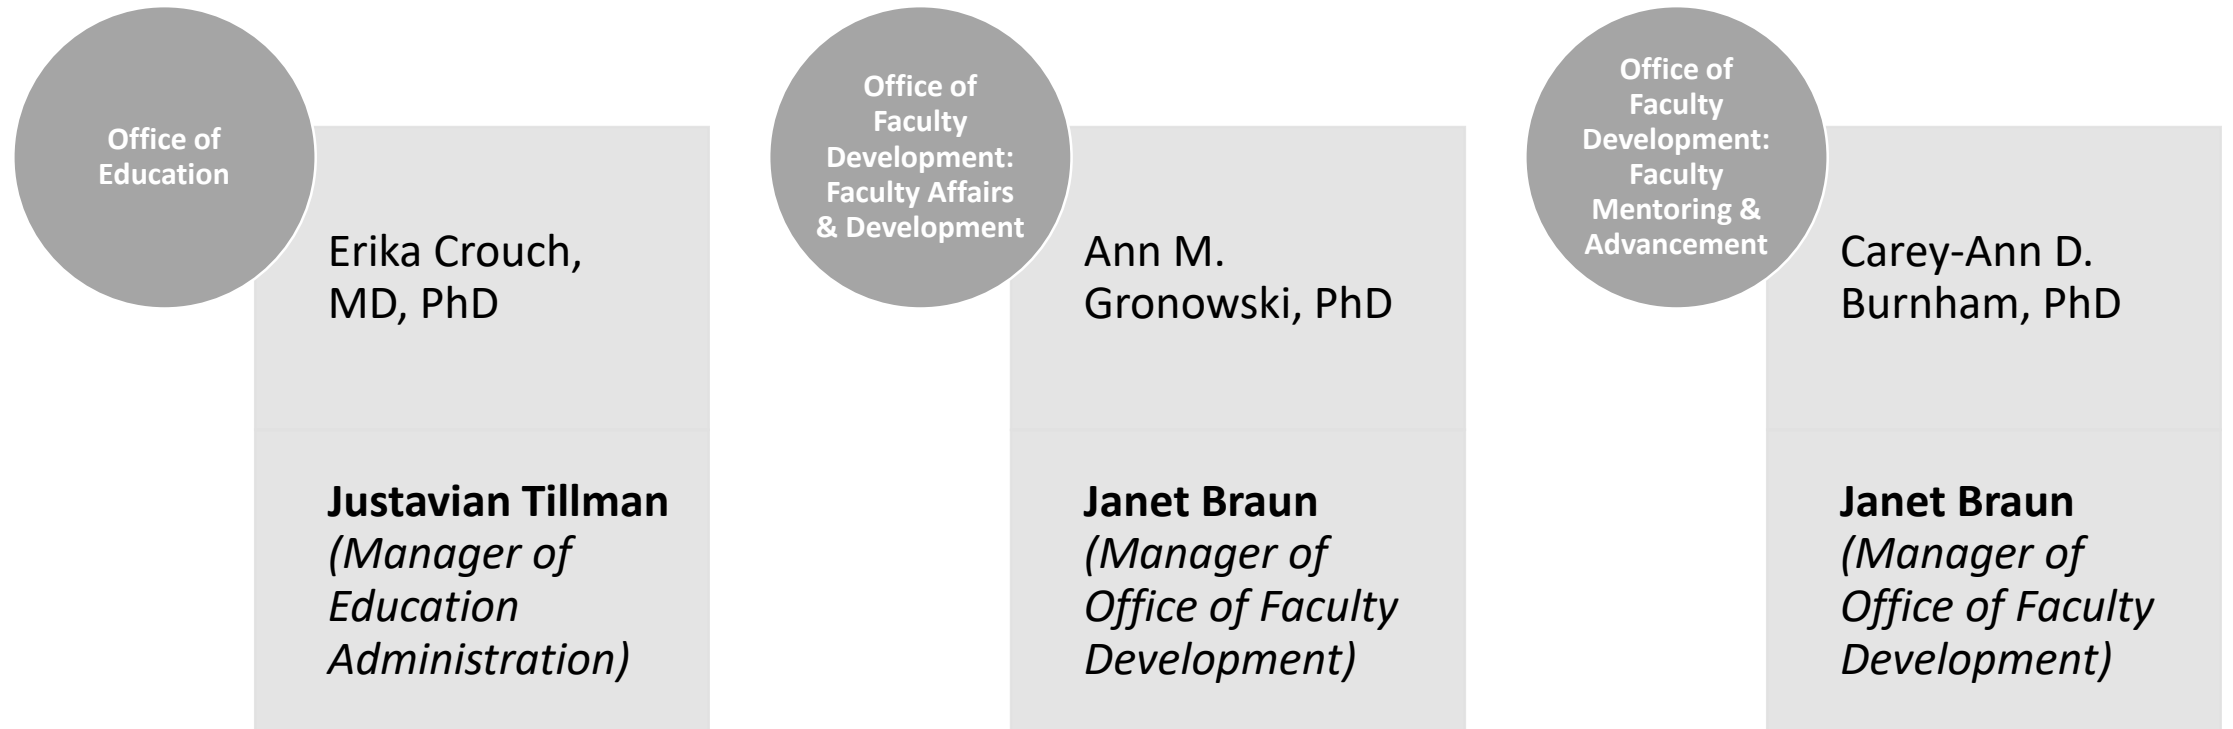 Office of
Education
Erika Crouch,
MD, PhD
Justavian Tillman
(Manager of
Education
Administration)
Office of
Faculty
Development:
Faculty Affairs
& Development
Ann M.
Gronowski, PhD
Janet Braun
(Manager of
Office of Faculty
Development)
Office of
Faculty
Development:
Faculty
Mentoring &
Advancement
Carey-Ann D.
Burnham, PhD
Janet Braun
(Manager of
Office of Faculty
Development)